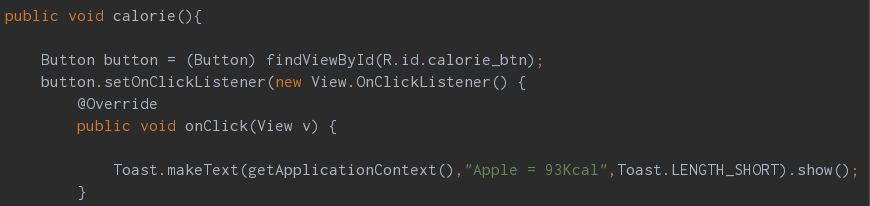 public void calorie(){
Button button = (Button) findViewById(R.id.calorie_btn);
button.setOnClickListener(new View.OnClickListener() {
@Override
public void onClick(View v) {
Toast.makeText(getApplicationContext(),"Apple = 93Kcal",Toast.LENGTH_SHORT).show();
}